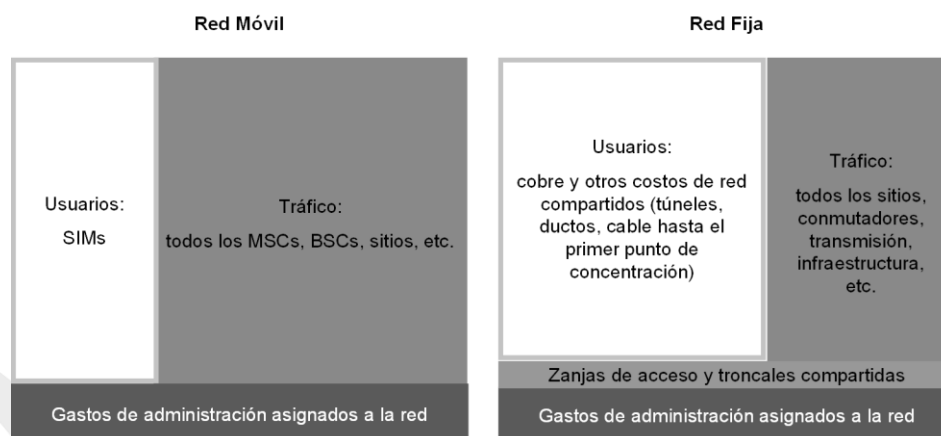 Red Móvil
Usuarios:
SIMs
Tráfico:
todos los MSCs, BSCs, sitios, etc.
Gastos de administración asignados a la red
Red Fija
Usuarios:
cobre y otros costos de red
compartidos (túneles,
ductos, cable hasta el
primer punto de
concentración)
Tráfico:
todos los sitios,
conmutadores,
transmisión,
infraestructura,
etc.
Zanjas de acceso y troncales compartidas
Gastos de administración asignados a la red